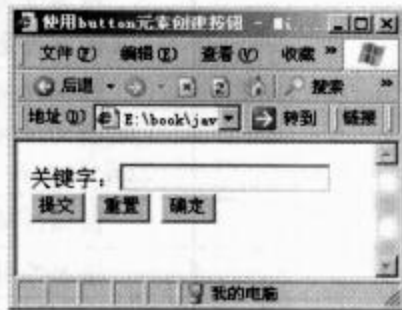 使用button元素创建按钮 - Mi...
文件(F) 编辑(E) 查看(V) 收藏 »
后退 搜索 »
地址(D) E:\book\jav 转到 链接
关键字：
提交 重置 确定
我的电脑